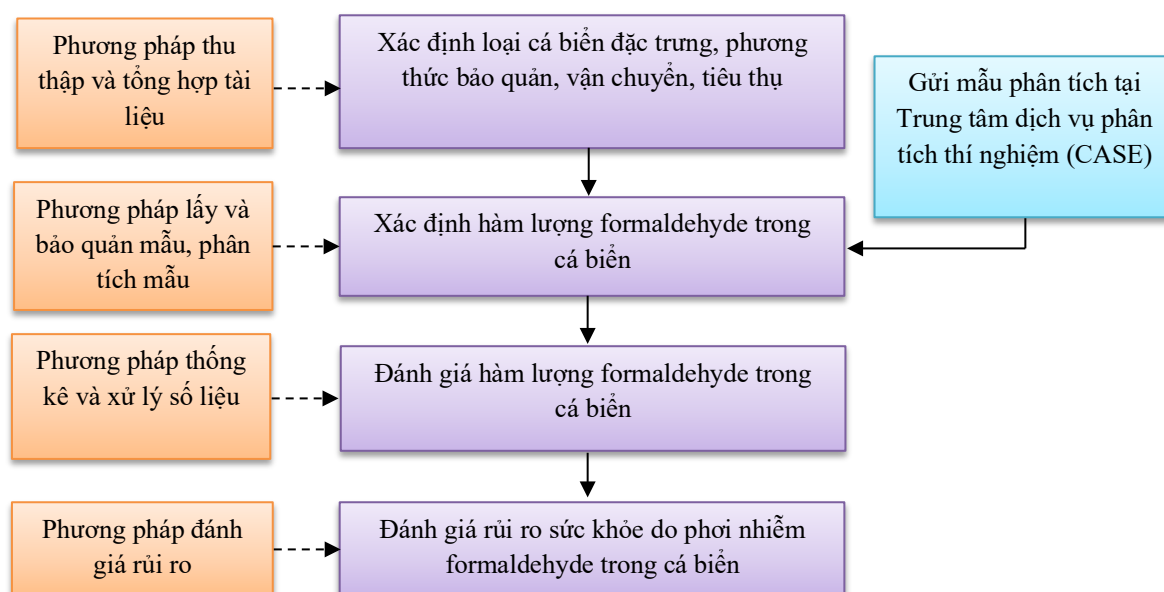 Phương pháp thu
thập và tổng hợp tài
liệu
Xác định loại cá biển đặc trưng, phương
thức bảo quản, vận chuyển, tiêu thụ
Gửi mẫu phân tích tại
Trung tâm dịch vụ phân
tích thí nghiệm (CASE)
Phương pháp lấy và
bảo quản mẫu, phân
tích mẫu
Xác định hàm lượng formaldehyde trong
cá biển
Phương pháp thống
kê và xử lý số liệu
Đánh giá hàm lượng formaldehyde trong
cá biển
Phương pháp đánh
giá rủi ro
Đánh giá rủi ro sức khỏe do phơi nhiễm
formaldehyde trong cá biển